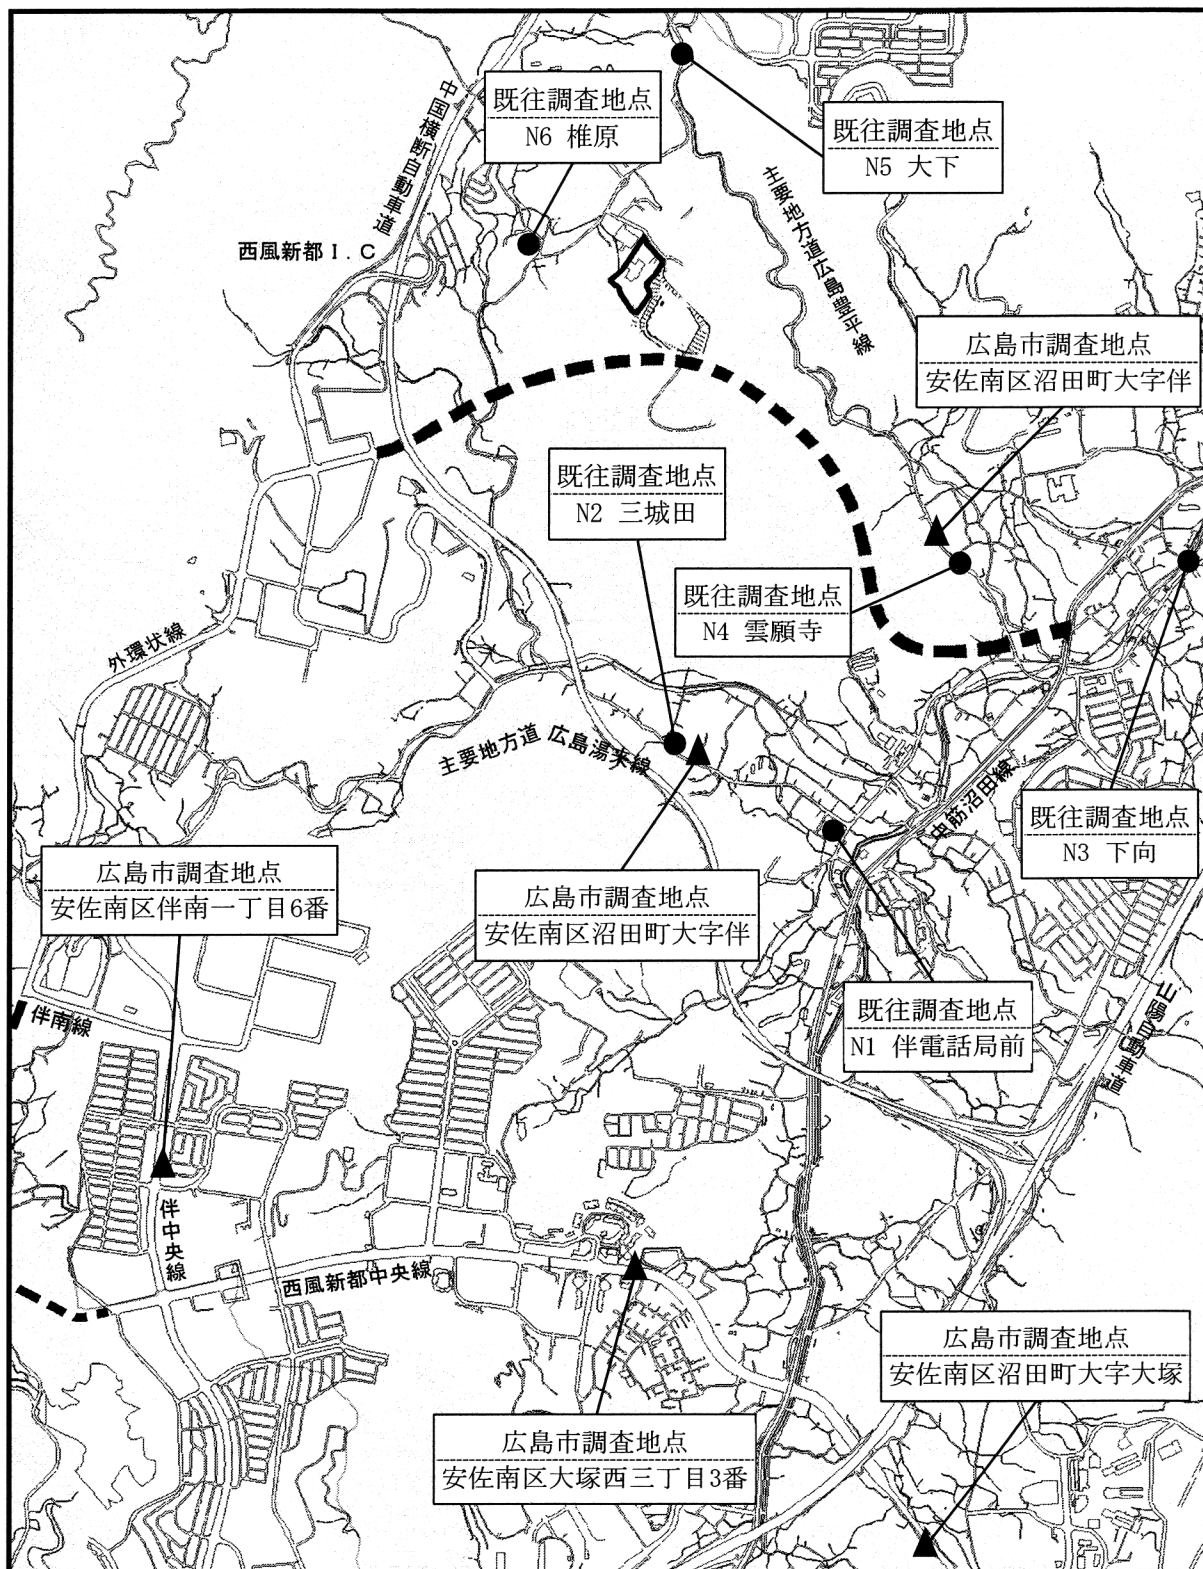 既往調査地点
N6 椎原
既往調査地点
N5 大下
中国横断自動車道
主要地方道広島豊平線
西風新都I.C
広島市調査地点
安佐南区沼田町大字伴
既往調査地点
N2 三城田
既往調査地点
N4 雲願寺
外環状線
主要地方道 広島湯来線
中筋沼田線
既往調査地点
N3 下向
広島市調査地点
安佐南区伴南一丁目6番
広島市調査地点
安佐南区沼田町大字伴
既往調査地点
N1 伴電話局前
山陽自動車道
伴南線
伴中央線
西風新都中央線
広島市調査地点
安佐南区沼田町大字大塚
広島市調査地点
安佐南区大塚西三丁目3番